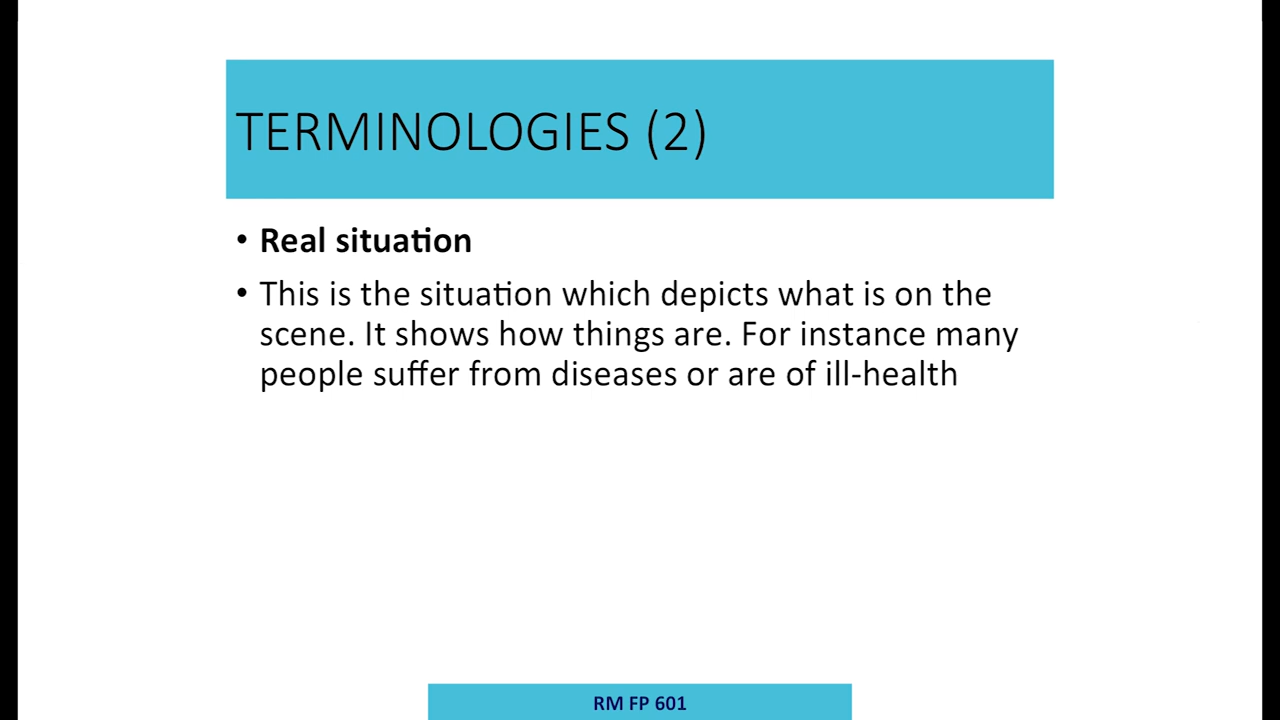 TERMINOLOGIES (2)
• Real situation
• This is the situation which depicts what is on the
scene. It shows how things are. For instance many
people suffer from diseases or are of ill-health
RM FP 601